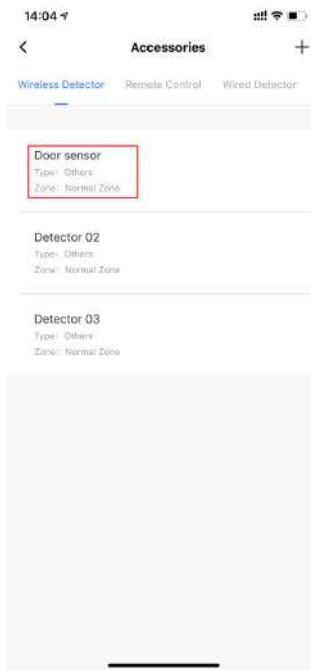 14:04
Accessories
Wireless Detector Remote Control Wired Detector
Door sensor
Type: Others
Zone: Normal Zone
Detector 02
Type: Others
Zone: Normal Zone
Detector 03
Type: Others
Zone: Normal Zone